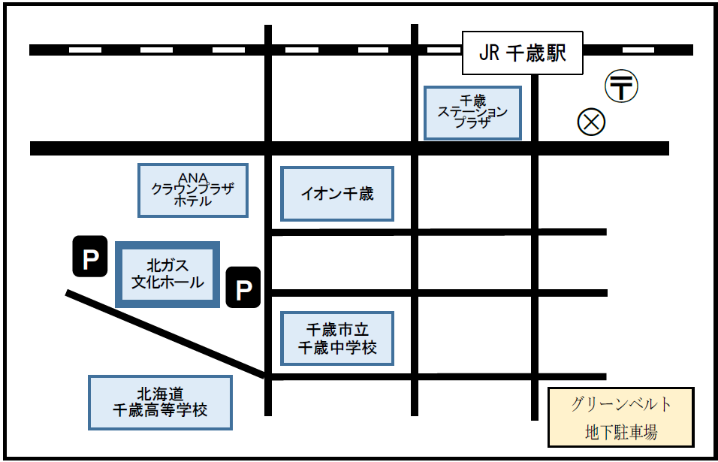 JR 千歳駅
〒
千歳
ステーション
プラザ
ANA
クラウンプラザ
ホテル
イオン千歳
P
北ガス
文化ホール
P
千歳市立
千歳中学校
北海道
千歳高等学校
グリーンベルト
地下駐車場